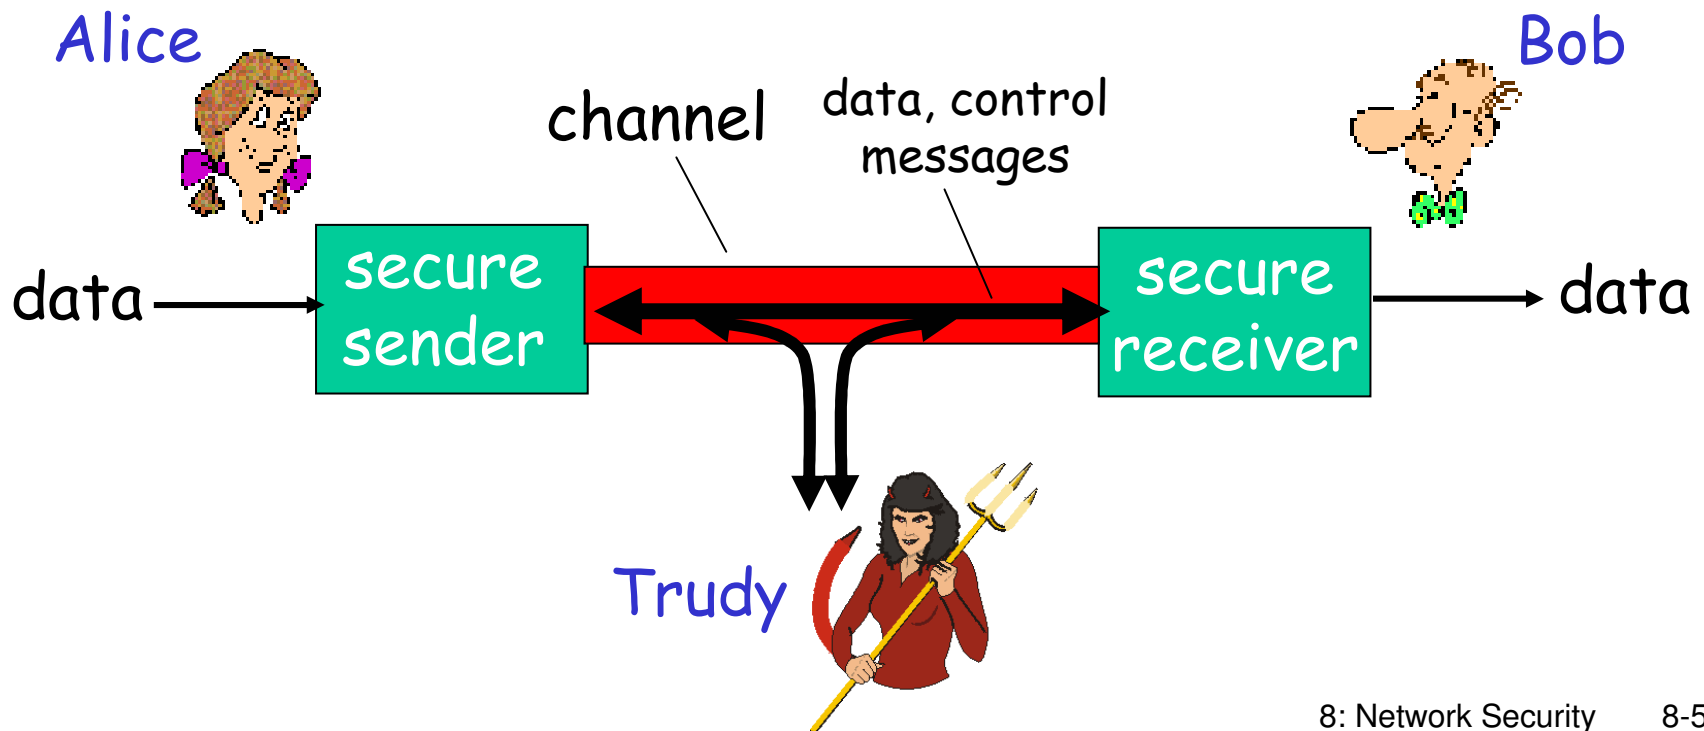 Alice
Bob
channel
data, control
messages
data
secure
sender
secure
receiver
data
Trudy
8: Network Security 8-5